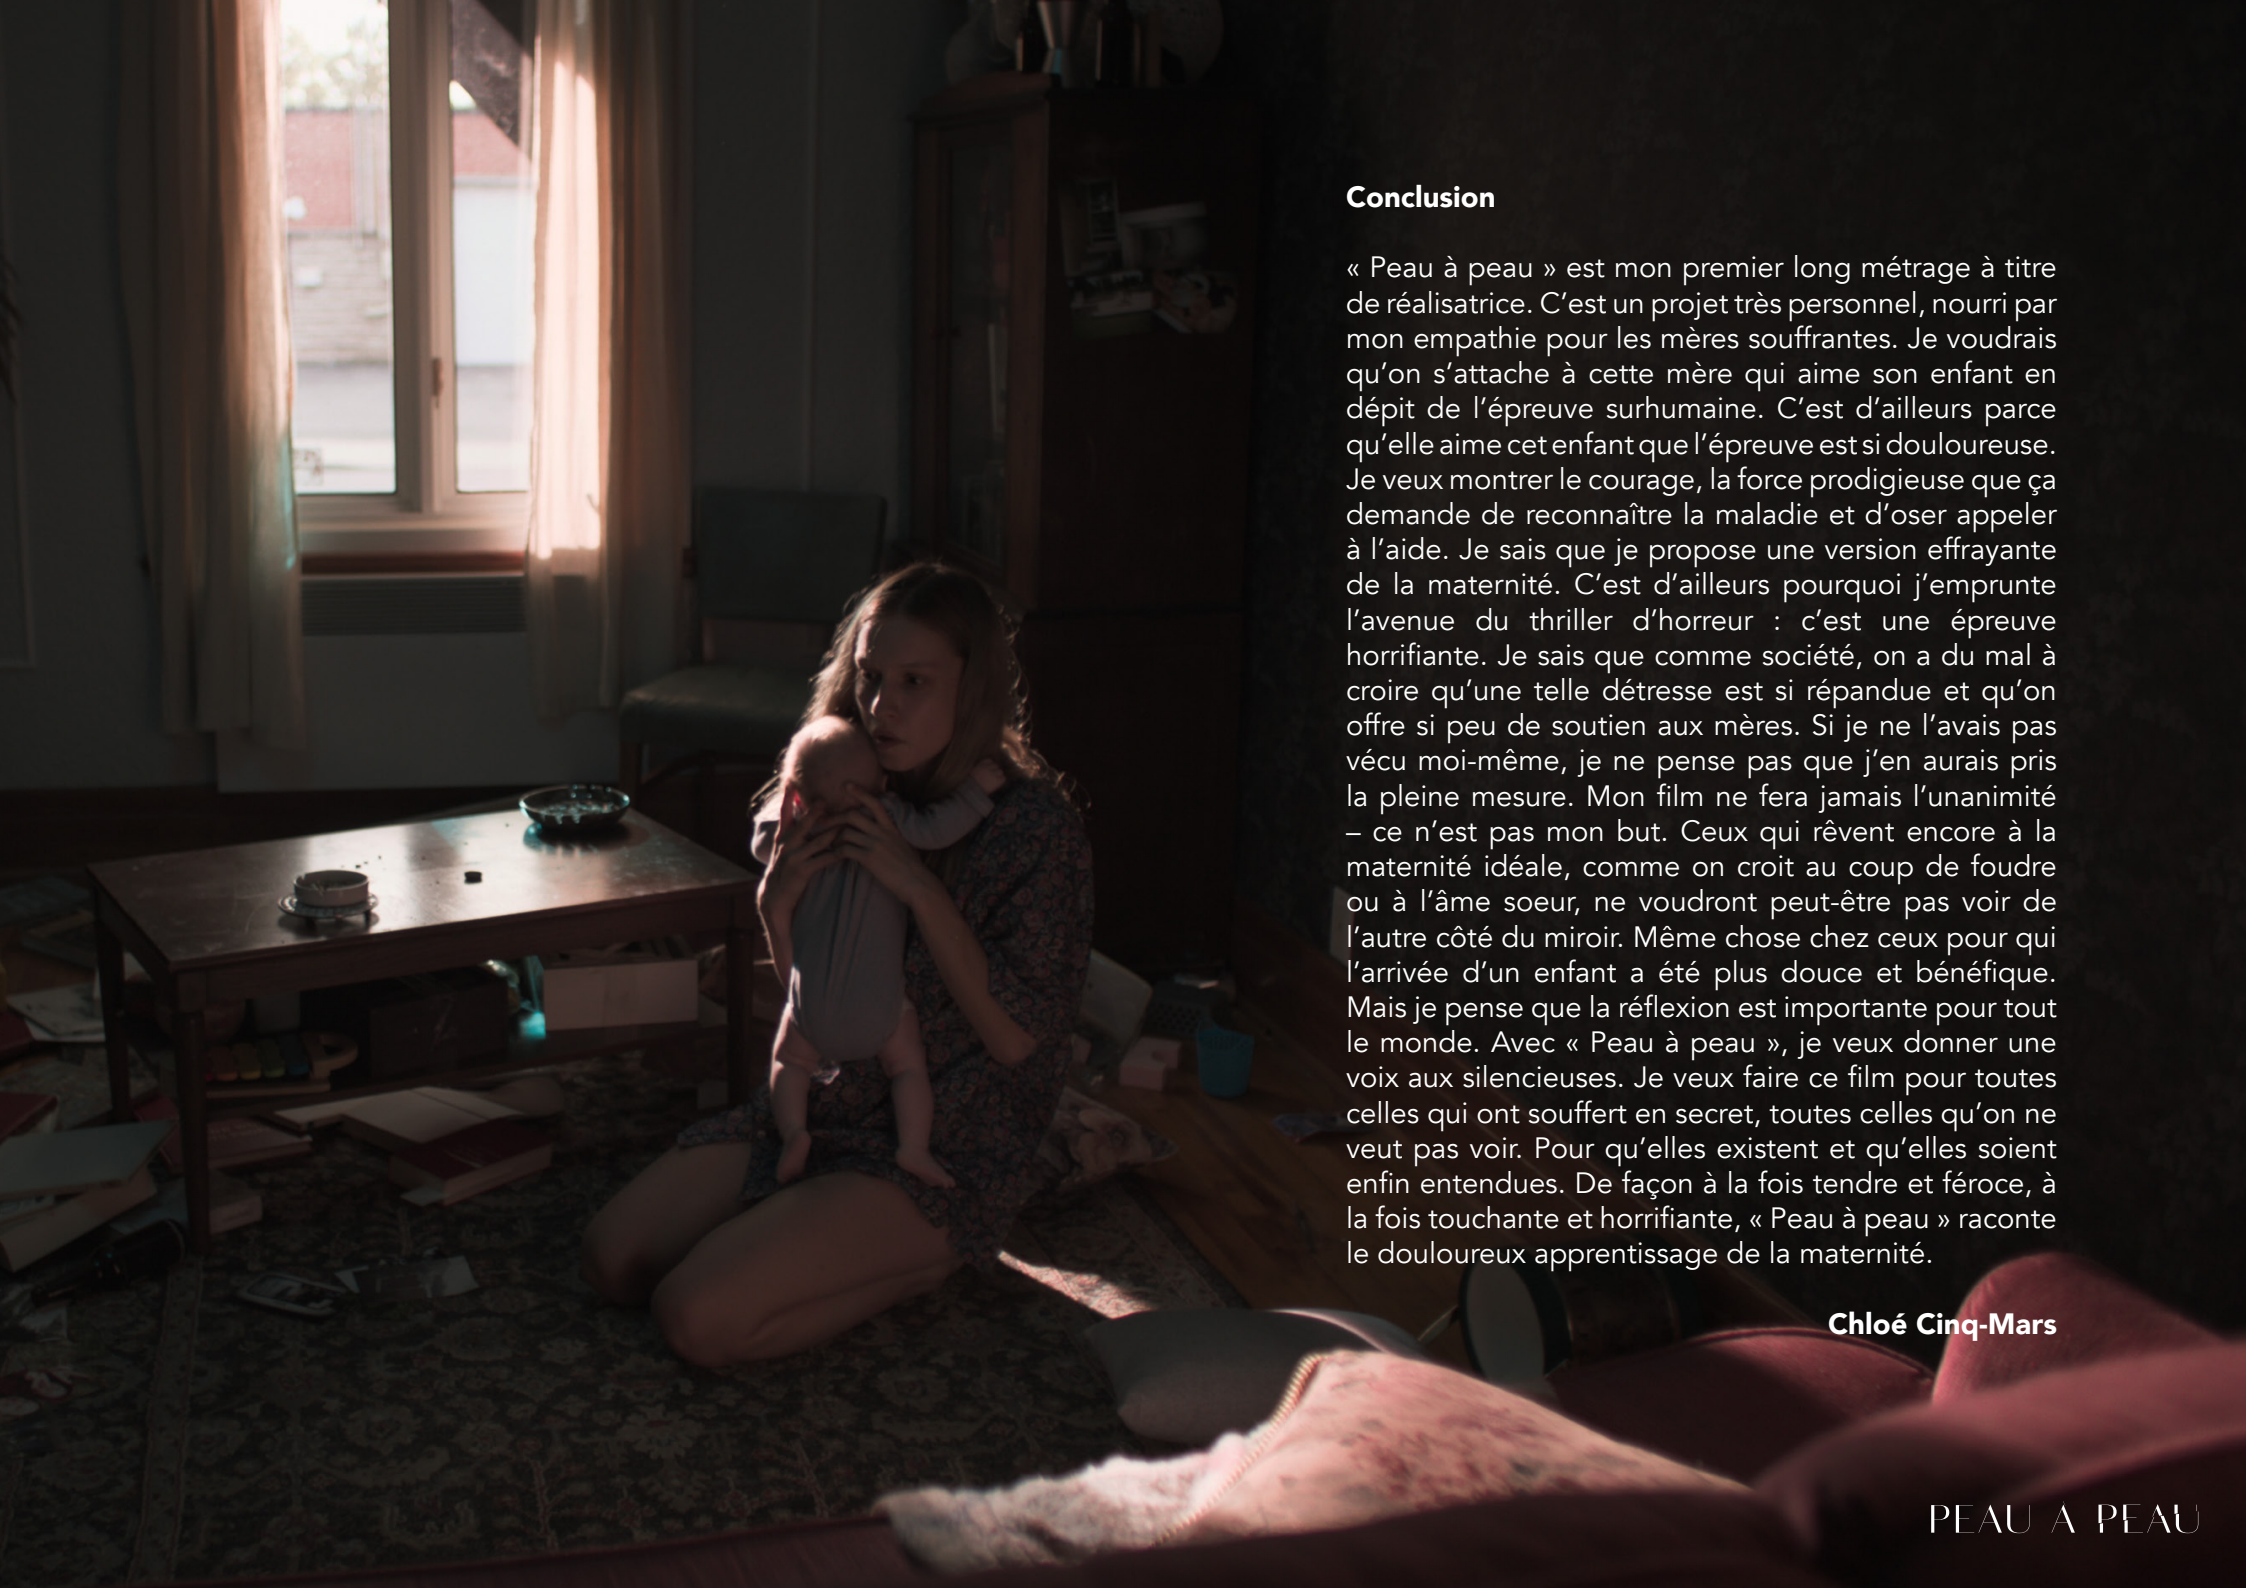 Conclusion
« Peau à peau » est mon premier long métrage à titre
de réalisatrice. C’est un projet très personnel, nourri par
mon empathie pour les mères souffrantes. Je voudrais
qu’on s’attache à cette mère qui aime son enfant en
dépit de l’épreuve surhumaine. C’est d’ailleurs parce
qu’elle aime cet enfant que l’épreuve est si douloureuse.
Je veux montrer le courage, la force prodigieuse que ça
demande de reconnaître la maladie et d’oser appeler
à l’aide. Je sais que je propose une version effrayante
de la maternité. C’est d’ailleurs pourquoi j’emprunte
l’avenue du thriller d’horreur : c’est une épreuve
horrifiante. Je sais que comme société, on a du mal à
croire qu’une telle détresse est si répandue et qu’on
offre si peu de soutien aux mères. Si je ne l’avais pas
vécu moi-même, je ne pense pas que j’en aurais pris
la pleine mesure. Mon film ne fera jamais l’unanimité
– ce n’est pas mon but. Ceux qui rêvent encore à la
maternité idéale, comme on croit au coup de foudre
ou à l’âme soeur, ne voudront peut-être pas voir de
l’autre côté du miroir. Même chose chez ceux pour qui
l’arrivée d’un enfant a été plus douce et bénéfique.
Mais je pense que la réflexion est importante pour tout
le monde. Avec « Peau à peau », je veux donner une
voix aux silencieuses. Je veux faire ce film pour toutes
celles qui ont souffert en secret, toutes celles qu’on ne
veut pas voir. Pour qu’elles existent et qu’elles soient
enfin entendues. De façon à la fois tendre et féroce, à
la fois touchante et horrifiante, « Peau à peau » raconte
le douloureux apprentissage de la maternité.
Chloé Cinq-Mars
PEAU À PEAU